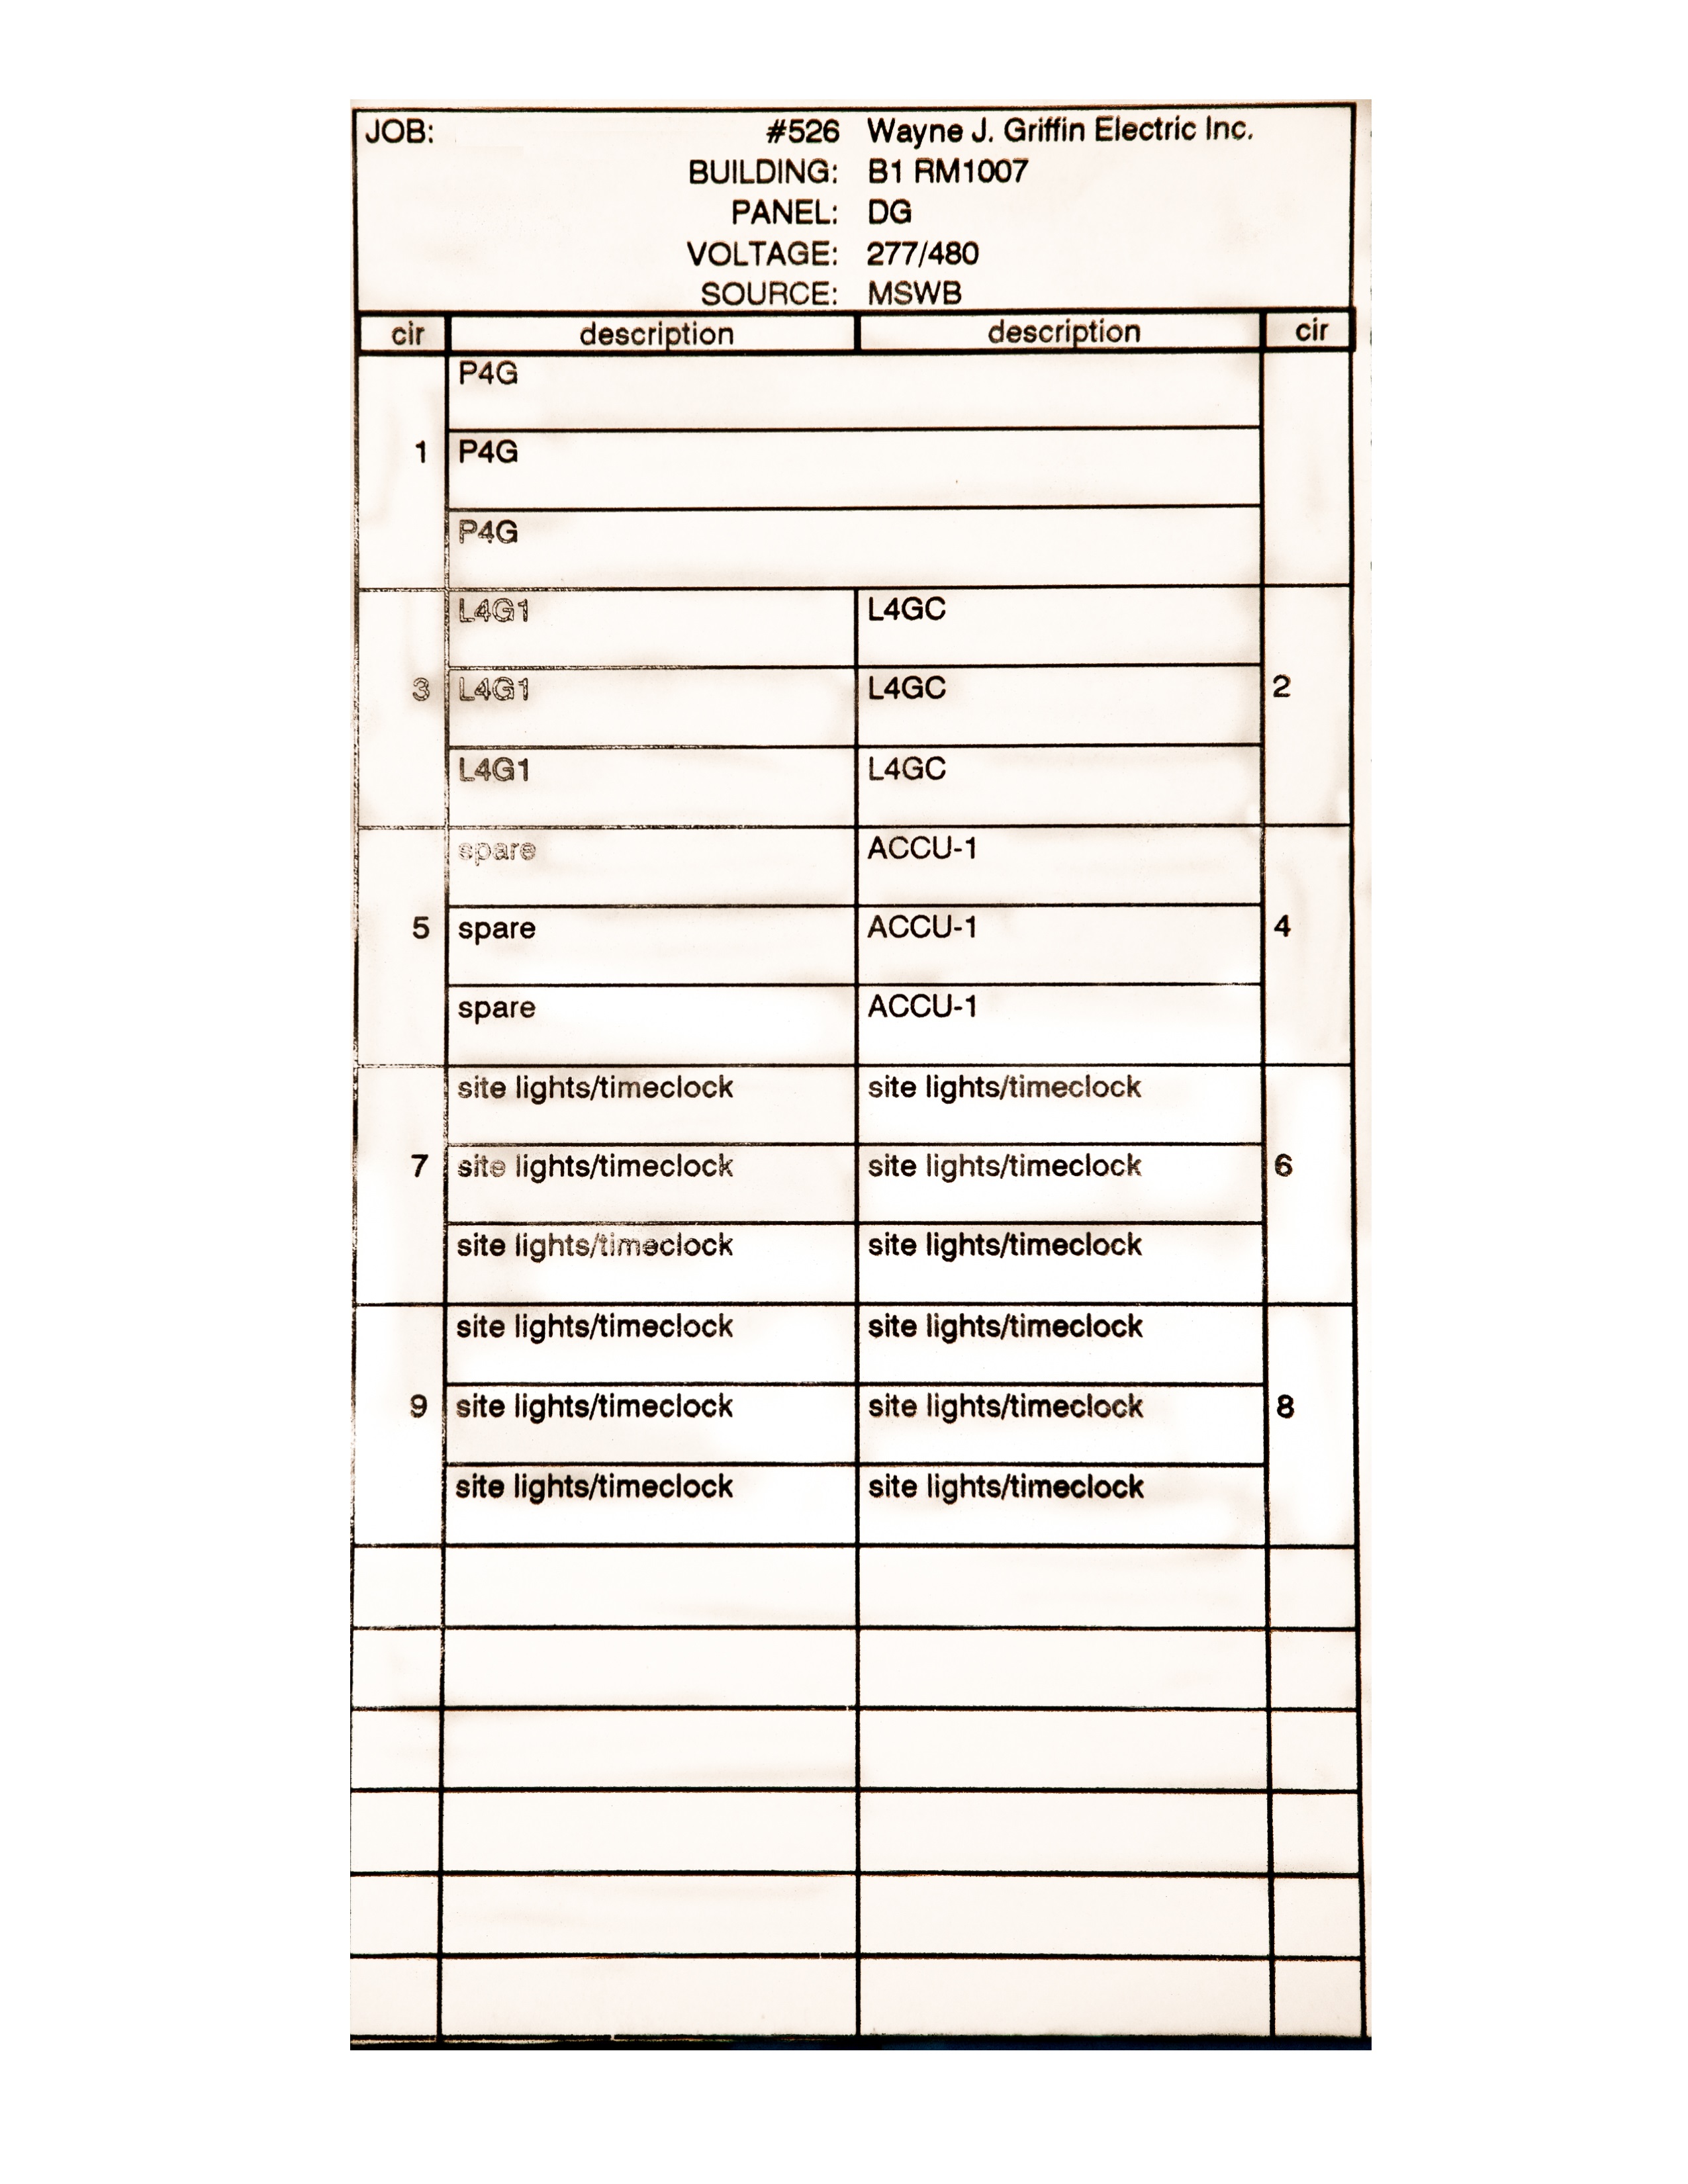 JOB: #526 Wayne J. Griffin Electric Inc.
BUILDING: B1 RM1007
PANEL: DG
VOLTAGE: 277/480
SOURCE: MSWB
cir description description cir
P4G
1 P4G
P4G
L4G1 L4GC
3 L4G1 L4GC 2
L4G1 L4GC
spare ACCU-1
5 spare ACCU-1 4
spare ACCU-1
site lights/timeclock site lights/timeclock
7 site lights/timeclock site lights/timeclock 6
site lights/timeclock site lights/timeclock
site lights/timeclock site lights/timeclock
9 site lights/timeclock site lights/timeclock 8
site lights/timeclock site lights/timeclock